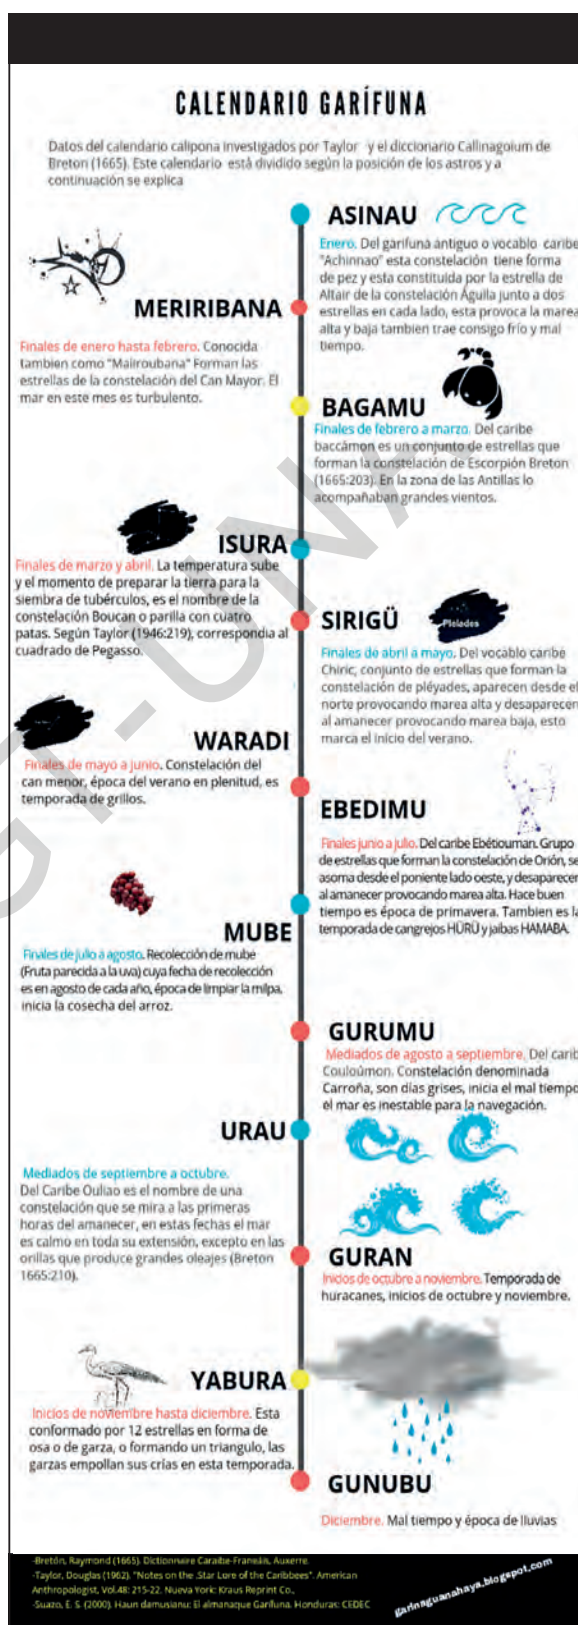 CALENDARIO GARÍFUNA
Datos del calendario calipona investigados por Taylor y el diccionario Callinagoium de
Breton (1665). Este calendario está dividido según la posición de los astros y a
continuación se explica
ASINAU
Enero. Del garífuna antiguo o vocablo caribe
"Achinnao" esta constelación tiene forma
de pez y esta constituida por la estrella de
Altair de la constelación Águila junto a dos
estrellas en cada lado, esta provoca la marea
alta y baja tambien trae consigo frío y mal
tiempo.
MERIRIBANA
Finales de enero hasta febrero. Conocida
tambien como "Maliroubana" Forman las
estrellas de la constelación del Can Mayor. El
mar en este mes es turbulento.
BAGAMU
Finales de febrero a marzo. Del caribe
baccámon es un conjunto de estrellas que
forman la constelación de Escorpión Breton
(1665:203). En la zona de las Antillas lo
acompañaban grandes vientos.
ISURA
Finales de marzo y abril. La temperatura sube
y el momento de preparar la tierra para la
siembra de tubérculos, es el nombre de la
constelación Boucan o parilla con cuatro
patas. Según Taylor (1946:219), correspondia al
cuadrado de Pegasso.
SIRIGÜ
Pleiades
Finales de abril a mayo. Del vocablo caribe
Chiric, conjunto de estrellas que forman la
constelación de pléyades, aparecen desde el
norte provocando marea alta y desaparecen
al amanecer provocando marea baja, esto
marca el inicio del verano.
WARADI
Finales de mayo a junio. Constelación del
can menor, época del verano en plenitud, es
temporada de grillos.
EBEDIMU
Finales junio a julio. Del caribe Ebétiouman. Grupo
de estrellas que forman la constelación de Orión, se
asoma desde el poniente lado oeste, y desaparecen
al amanecer provocando marea alta. Hace buen
tiempo es época de primavera. Tambien es la
temporada de cangrejos HÜRÜ y jaibas HAMABA.
MUBE
Finales de julio a agosto. Recolección de mube
(Fruta parecida a la uva) cuya fecha de recolección
es en agosto de cada año, época de limpiar la milpa,
inicia la cosecha del arroz.
GURUMU
Mediados de agosto a septiembre. Del carib
Couloúmon. Constelación denominada
Carroña, son días grises, inicia el mal tiempo
el mar es inestable para la navegación.
URAU
Mediados de septiembre a octubre.
Del Caribe Ouliao es el nombre de una
constelación que se mira a las primeras
horas del amanecer, en estas fechas el mar
es calmo en toda su extensión, excepto en las
orillas que produce grandes oleajes (Breton
1665:210).
GURAN
Inicios de octubre a noviembre. Temporada de
huracanes, inicios de octubre y noviembre.
YABURA
Inicios de noviembre hasta diciembre. Esta
conformado por 12 estrellas en forma de
osa o de garza, o formando un triangulo, las
garzas empollan sus crías en esta temporada.
GUNUBU
Diciembre. Mal tiempo y época de lluvias
-Bretón, Raymond (1665). Dictionnaire Caraibe-Franeáis, Auxerre.
-Taylor, Douglas (1962). "Notes on the .Star Lore of the Caribbees". American
Anthropologist, Vol.48: 215-22. Nueva York: Kraus Reprint Co.,
-Suazo, E. S. (2000). Haun damusianu: El almanaque Garífuna. Honduras: CEDEC
garinaguanahaya.blogspot.com